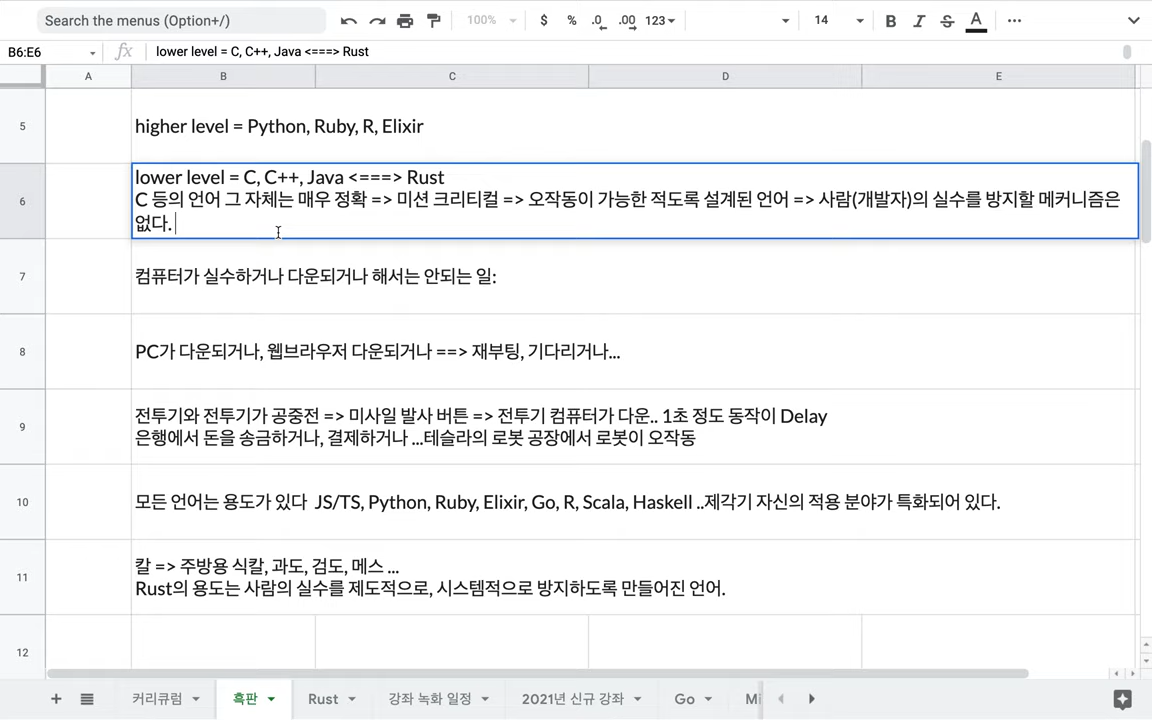 Search the menus (Option+/)
100%
$ % .0 .00 123
14
B I S A
B6:E6
fx lower level = C, C++, Java <===> Rust
A B C D E
5
higher level = Python, Ruby, R, Elixir
6
lower level = C, C++, Java <===> Rust
C 등의 언어 그 자체는 매우 정확 => 미션 크리티컬 => 오작동이 가능한 적도록 설계된 언어 => 사람(개발자)의 실수를 방지할 메커니즘은
없다.
7
컴퓨터가 실수하거나 다운되거나 해서는 안되는 일:
8
PC가 다운되거나, 웹브라우저 다운되거나 ==> 재부팅, 기다리거나...
9
전투기와 전투기가 공중전 => 미사일 발사 버튼 => 전투기 컴퓨터가 다운.. 1초 정도 동작이 Delay
은행에서 돈을 송금하거나, 결제하거나 ...테슬라의 로봇 공장에서 로봇이 오작동
10
모든 언어는 용도가 있다  JS/TS, Python, Ruby, Elixir, Go, R, Scala, Haskell ..제각기 자신의 적용 분야가 특화되어 있다.
11
칼 => 주방용 식칼, 과도, 검도, 메스 ...
Rust의 용도는 사람의 실수를 제도적으로, 시스템적으로 방지하도록 만들어진 언어.
12
커리큘럼 흑판 Rust 강좌 녹화 일정 2021년 신규 강좌 Go